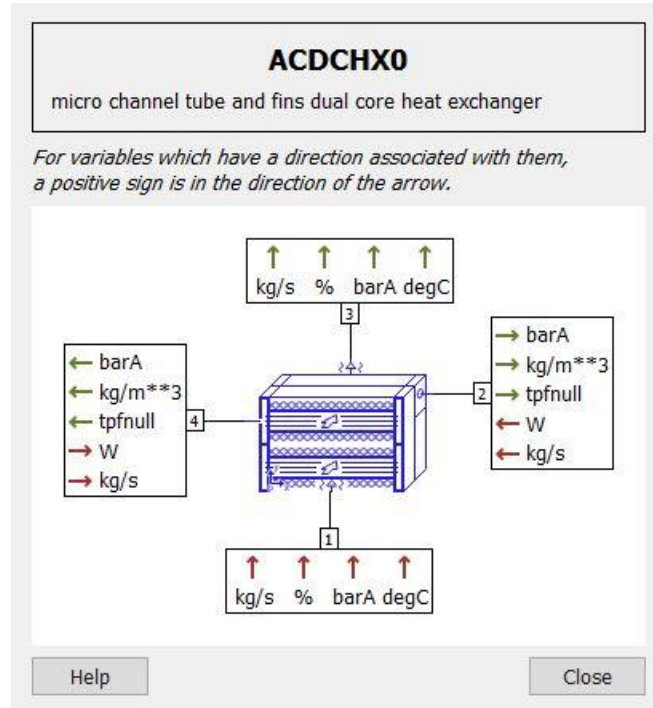 ACDCHX0
micro channel tube and fins dual core heat exchanger
For variables which have a direction associated with them,
a positive sign is in the direction of the arrow.
↑ ↑ ↑ ↑
kg/s % barA degC
3
← barA
← kg/m**3
← tpfnull
→ W
→ kg/s
4
2
→ barA
→ kg/m**3
→ tpfnull
← W
← kg/s
1
↑ ↑ ↑ ↑
kg/s % barA degC
Help
Close